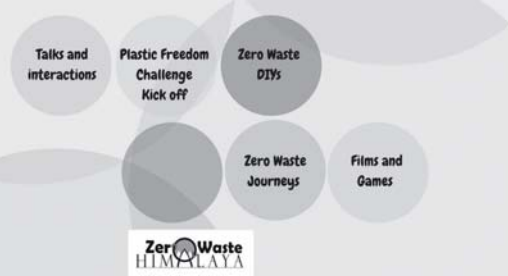 Talks and
interactions
Plastic Freedom
Challenge
Kick off
Zero Waste
DIYs
Zero Waste
Journeys
Films and
Games
Zero Waste
HIMALAYA